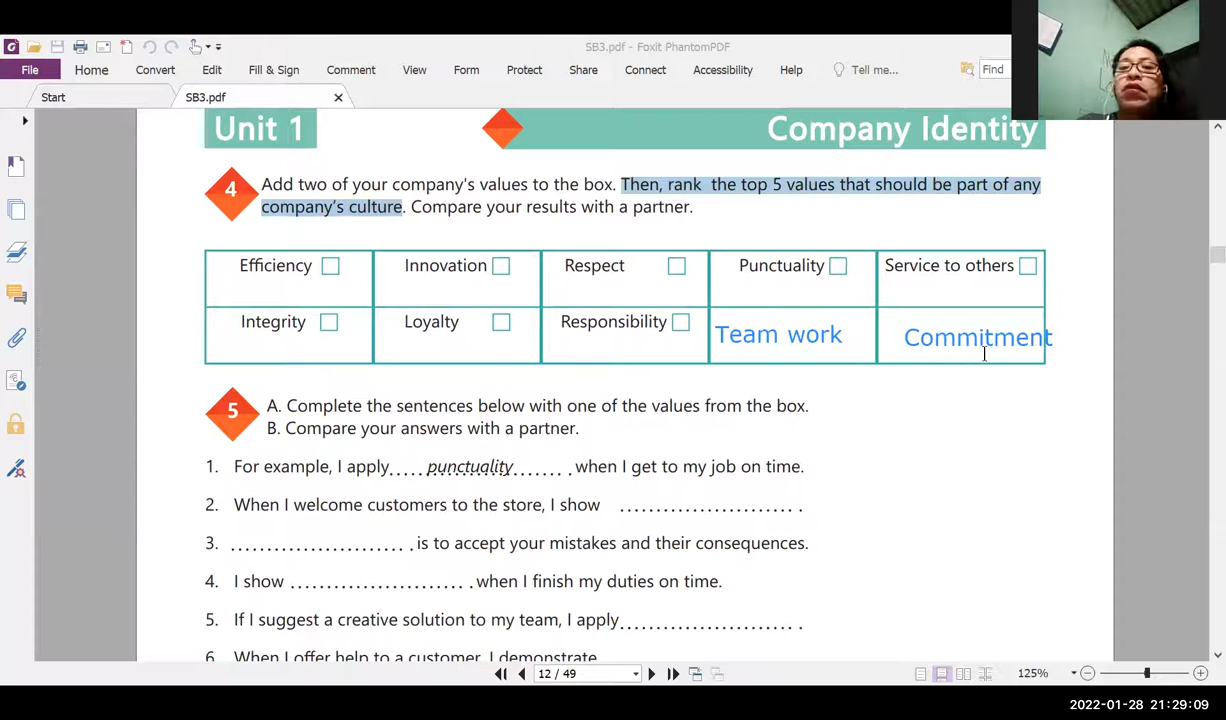 SB3.pdf - Foxit PhantomPDF
File Home Convert Edit Fill & Sign Comment View Form Protect Share Connect Accessibility Help Tell me... Find
Start SB3.pdf
Unit 1 Company Identity
4 Add two of your company's values to the box. Then, rank the top 5 values that should be part of any
company's culture. Compare your results with a partner.
Efficiency Innovation Respect Punctuality Service to others
Integrity Loyalty Responsibility Team work Commitment
5 A. Complete the sentences below with one of the values from the box.
B. Compare your answers with a partner.
1. For example, I apply.....punctuality........when I get to my job on time.
2. When I welcome customers to the store, I show ........................
3. .........................is to accept your mistakes and their consequences.
4. I show .........................when I finish my duties on time.
5. If I suggest a creative solution to my team, I apply.........................
6. When I offer help to a customer, I demonstrate
12 / 49 125%
2022-01-28 21:29:09